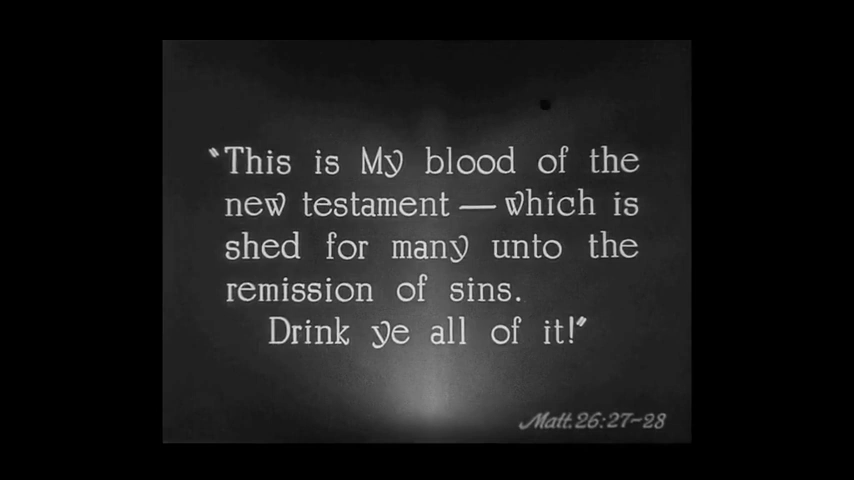 "This is My blood of the
new testament — which is
shed for many unto the
remission of sins.
Drink ye all of it!"
Matt. 26:27-28